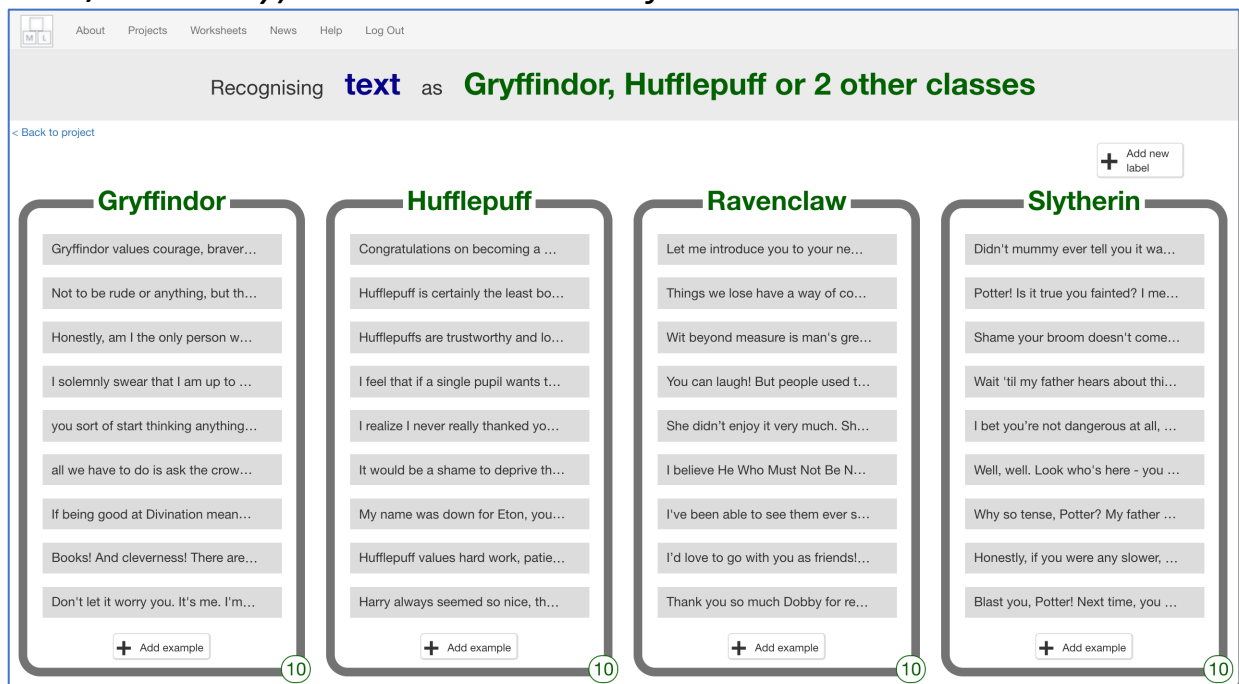 About Projects Worksheets News Help Log Out
M L
Recognising text as Gryffindor, Hufflepuff or 2 other classes
< Back to project
Add new
label
Gryffindor
Gryffindor values courage, braver...
Not to be rude or anything, but th...
Honestly, am I the only person w...
I solemnly swear that I am up to ...
you sort of start thinking anything...
all we have to do is ask the crow...
If being good at Divination mean...
Books! And cleverness! There are...
Don't let it worry you. It's me. I'm...
Add example
10
Hufflepuff
Congratulations on becoming a ...
Hufflepuff is certainly the least bo...
Hufflepuffs are trustworthy and lo...
I feel that if a single pupil wants t...
I realize I never really thanked yo...
It would be a shame to deprive th...
My name was down for Eton, you...
Hufflepuff values hard work, patie...
Harry always seemed so nice, th...
Add example
10
Ravenclaw
Let me introduce you to your ne...
Things we lose have a way of co...
Wit beyond measure is man's gre...
You can laugh! But people used t...
She didn't enjoy it very much. Sh...
I believe He Who Must Not Be N...
I've been able to see them ever s...
I'd love to go with you as friends!...
Thank you so much Dobby for re...
Add example
10
Slytherin
Didn't mummy ever tell you it wa...
Potter! Is it true you fainted? I me...
Shame your broom doesn't come...
Wait 'til my father hears about thi...
I bet you're not dangerous at all, ...
Well, well. Look who's here - you ...
Why so tense, Potter? My father ...
Honestly, if you were any slower, ...
Blast you, Potter! Next time, you ...
Add example
10